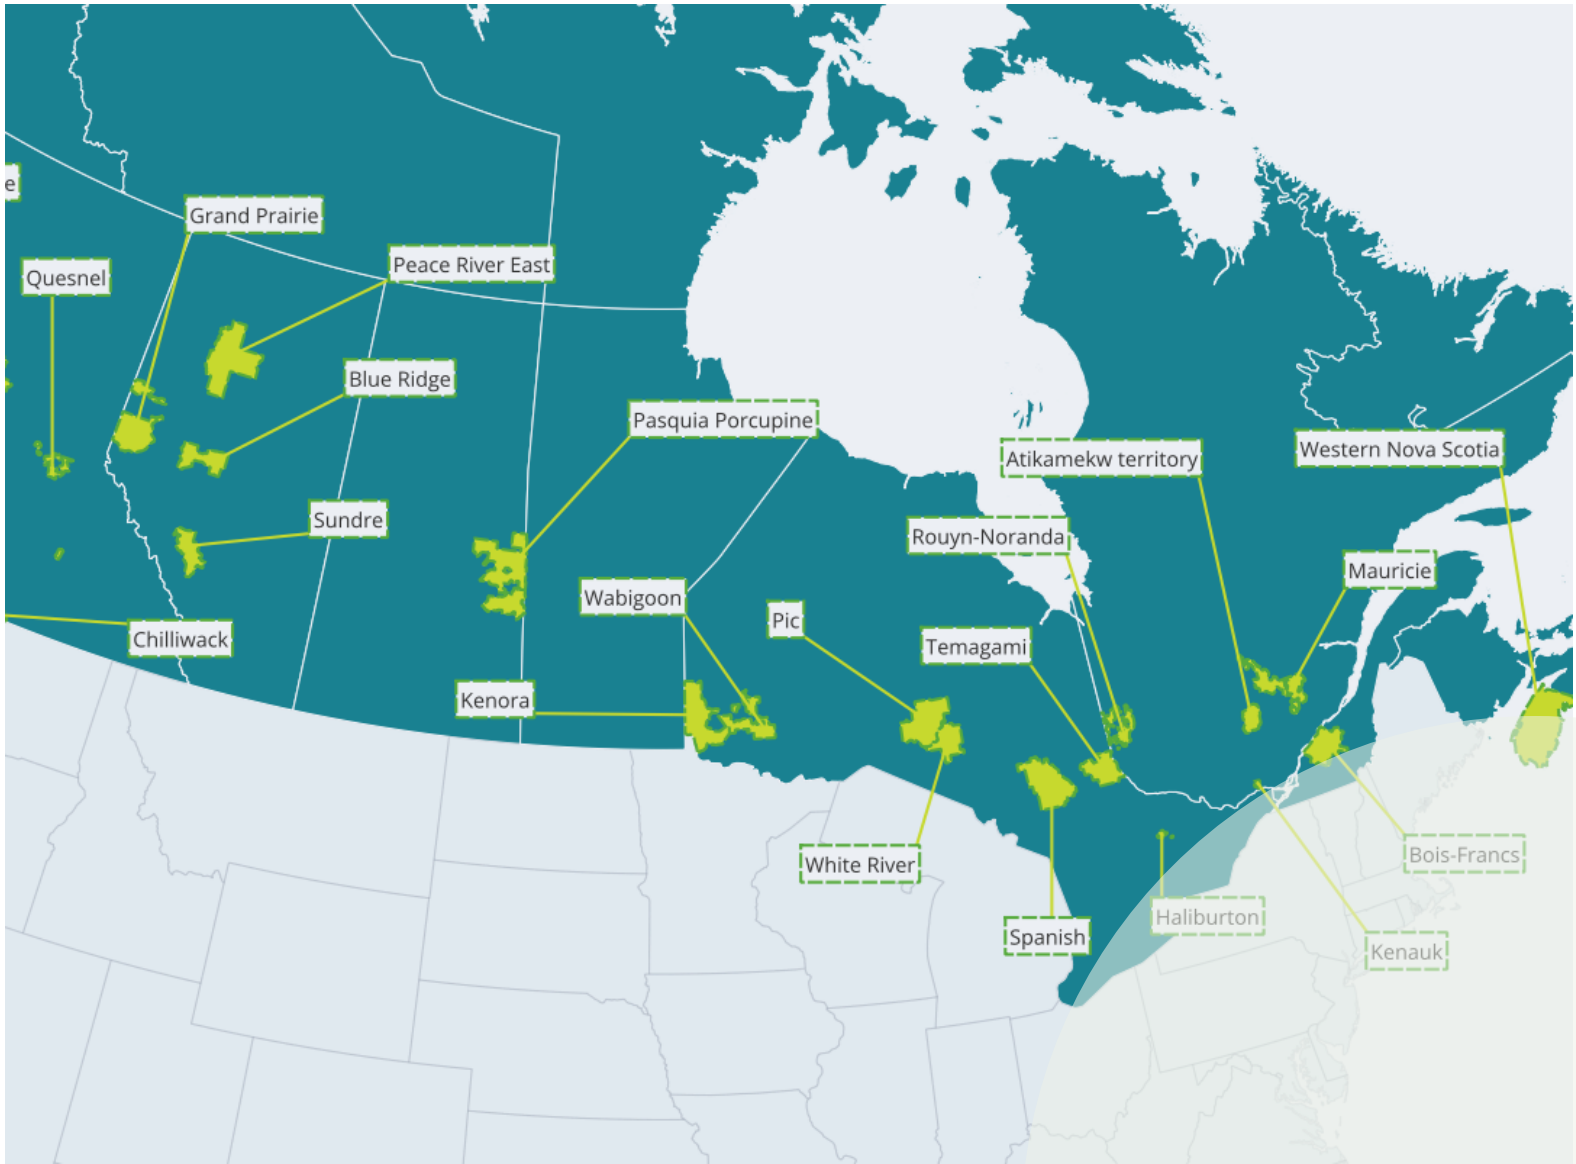 e
Grand Prairie
Peace River East
Quesnel
Blue Ridge
Pasquia Porcupine
Western Nova Scotia
Atikamekw territory
Sundre
Rouyn-Noranda
Mauricie
Wabigoon
Pic
Chilliwack
Temagami
Kenora
Bois-Francs
White River
Haliburton
Spanish
Kenauk